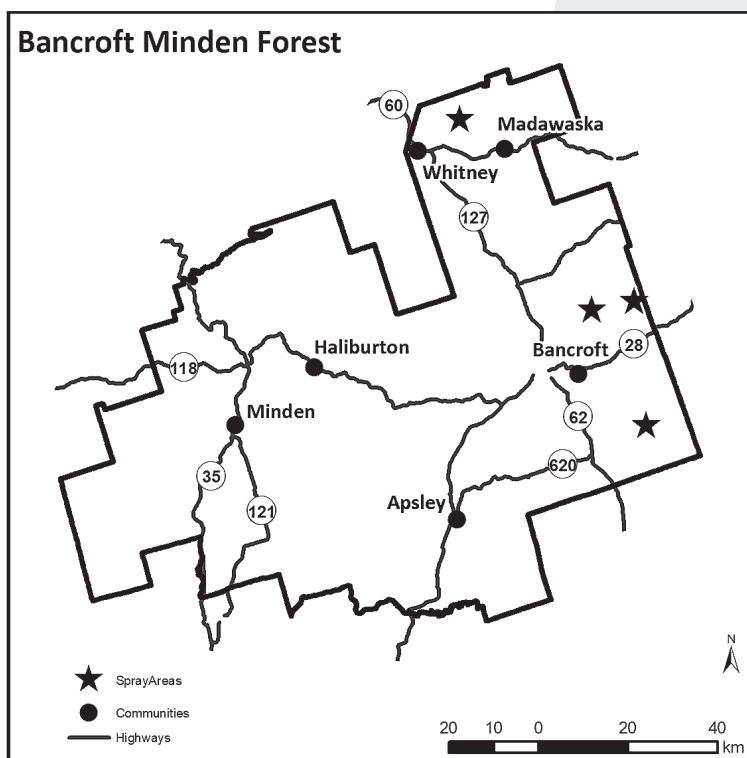 Bancroft Minden Forest
60
Madawaska
Whitney
127
Haliburton
Bancroft
28
118
Minden
62
35
620
121
Apsley
N
SprayAreas
Communities
Highways
20 10 0 20 40
km